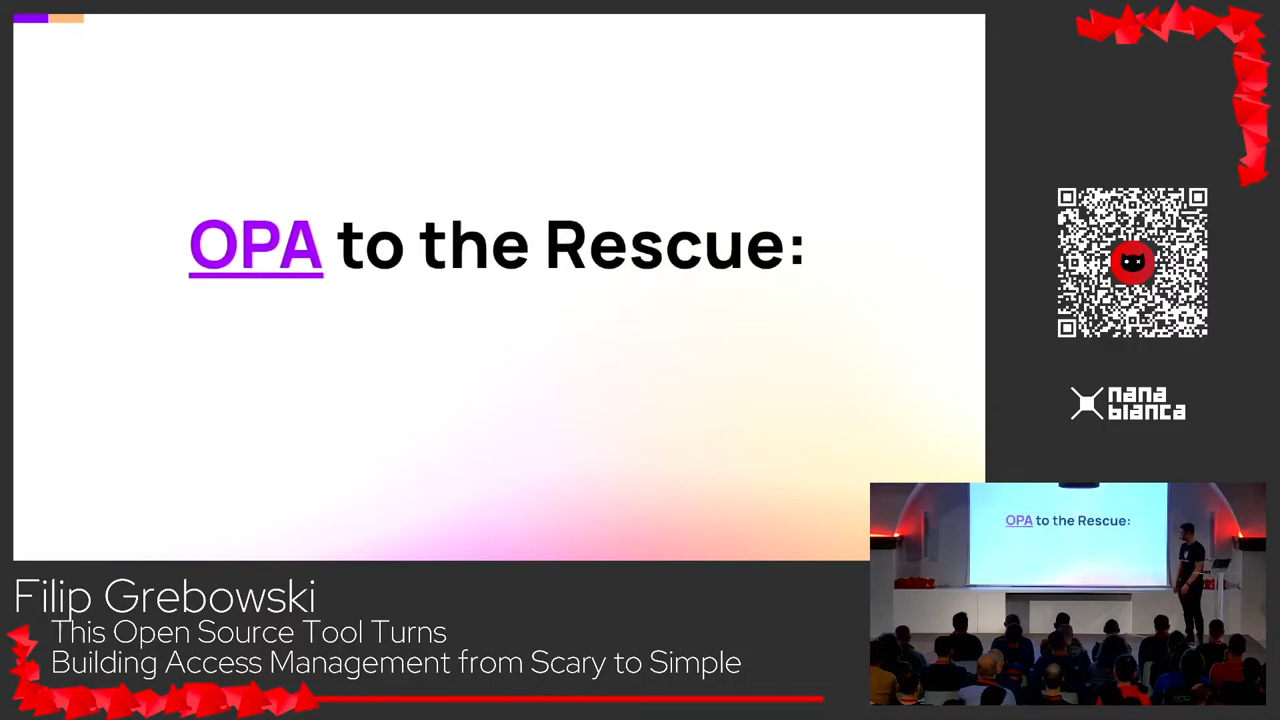 OPA to the Rescue:
nana
bianca
OPA to the Rescue:
Filip Grebowski
This Open Source Tool Turns
Building Access Management from Scary to Simple